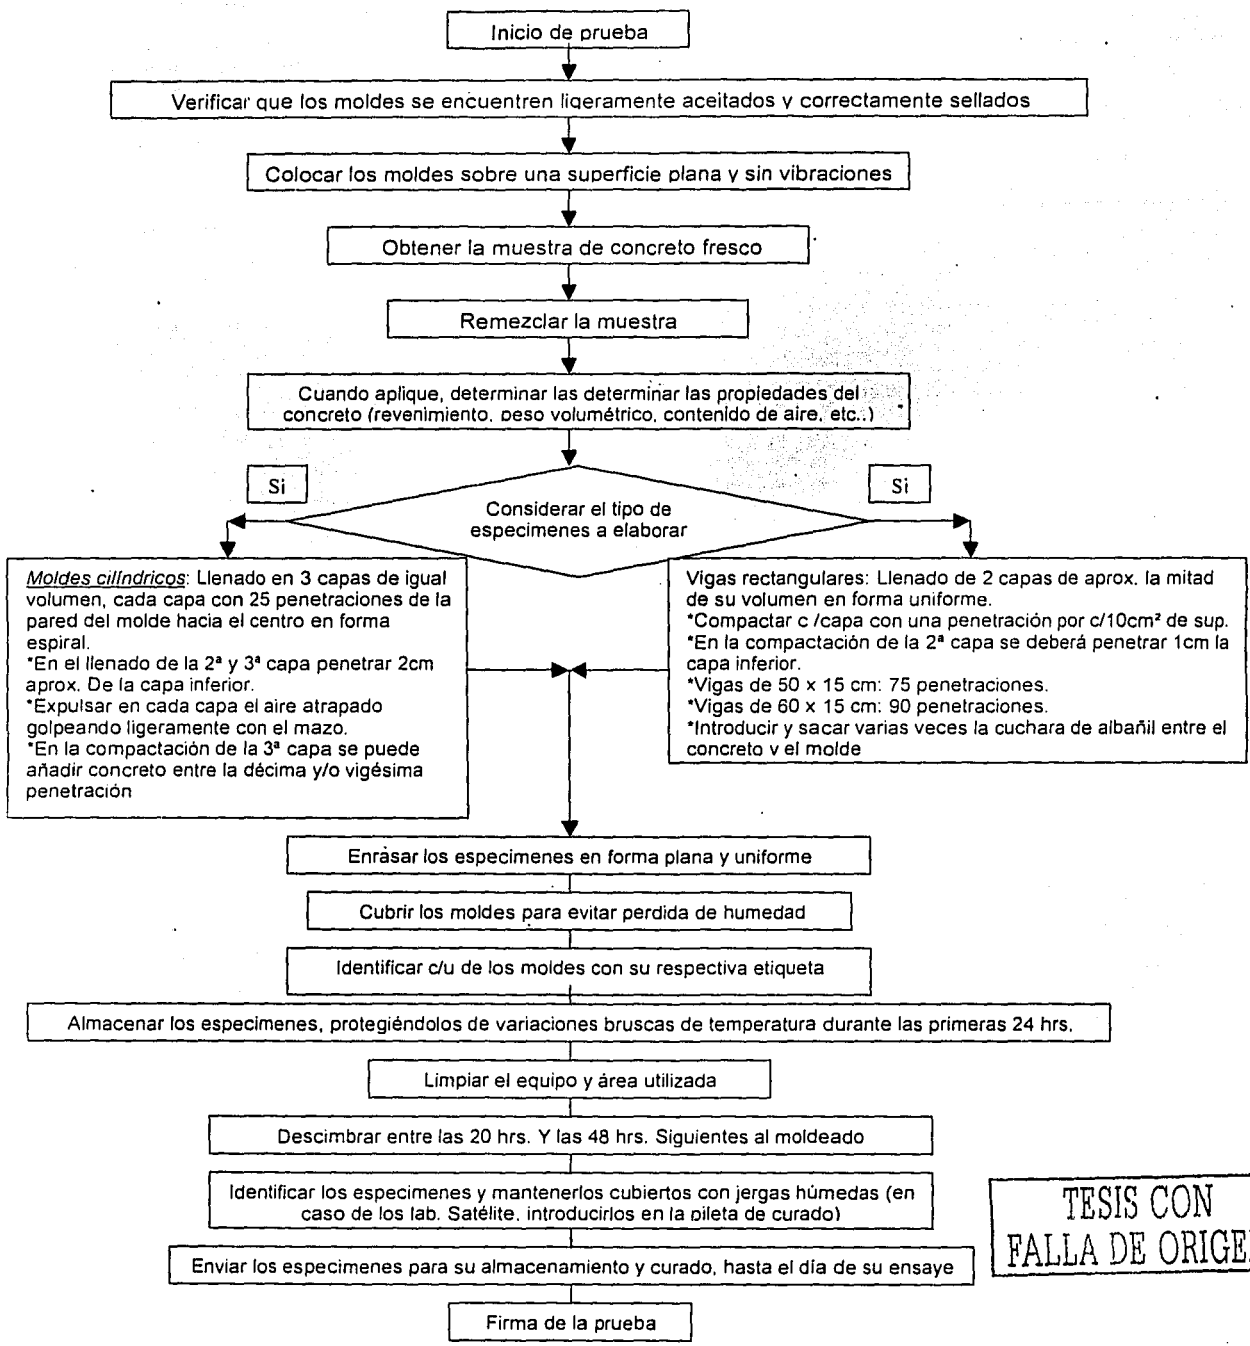 Inicio de prueba
Verificar que los moldes se encuentren ligeramente aceitados y correctamente sellados
Colocar los moldes sobre una superficie plana y sin vibraciones
Obtener la muestra de concreto fresco
Remezclar la muestra
Cuando aplique, determinar las determinar las propiedades del
concreto (revenimiento, peso volumétrico, contenido de aire, etc..)
Si
Si
Considerar el tipo de
especimenes a elaborar
Moldes cilíndricos: Llenado en 3 capas de igual
volumen, cada capa con 25 penetraciones de la
pared del molde hacia el centro en forma
espiral.
*En el llenado de la 2ª y 3ª capa penetrar 2cm
aprox. De la capa inferior.
*Expulsar en cada capa el aire atrapado
golpeando ligeramente con el mazo.
*En la compactación de la 3ª capa se puede
añadir concreto entre la décima y/o vigésima
penetración
Vigas rectangulares: Llenado de 2 capas de aprox. la mitad
de su volumen en forma uniforme.
*Compactar c /capa con una penetración por c/10cm² de sup.
*En la compactación de la 2ª capa se deberá penetrar 1cm la
capa inferior.
*Vigas de 50 x 15 cm: 75 penetraciones.
*Vigas de 60 x 15 cm: 90 penetraciones.
*Introducir y sacar varias veces la cuchara de albañil entre el
concreto y el molde
Enrasar los especimenes en forma plana y uniforme
Cubrir los moldes para evitar perdida de humedad
Identificar c/u de los moldes con su respectiva etiqueta
Almacenar los especimenes, protegiéndolos de variaciones bruscas de temperatura durante las primeras 24 hrs.
Limpiar el equipo y área utilizada
Descimbrar entre las 20 hrs. Y las 48 hrs. Siguientes al moldeado
Identificar los especimenes y mantenerlos cubiertos con jergas húmedas (en
caso de los lab. Satélite, introducirlos en la pileta de curado)
Enviar los especimenes para su almacenamiento y curado, hasta el día de su ensaye
Firma de la prueba
TESIS CON
FALLA DE ORIGE